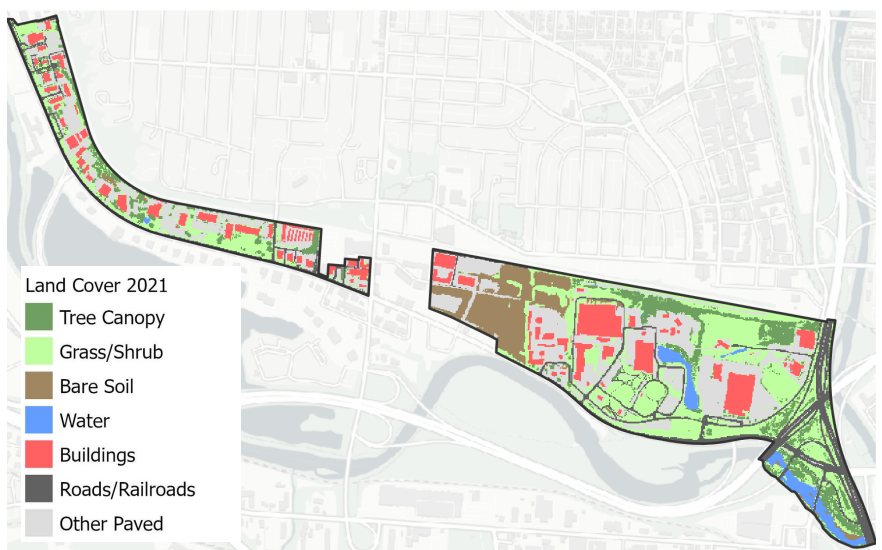 Land Cover 2021
Tree Canopy
Grass/Shrub
Bare Soil
Water
Buildings
Roads/Railroads
Other Paved